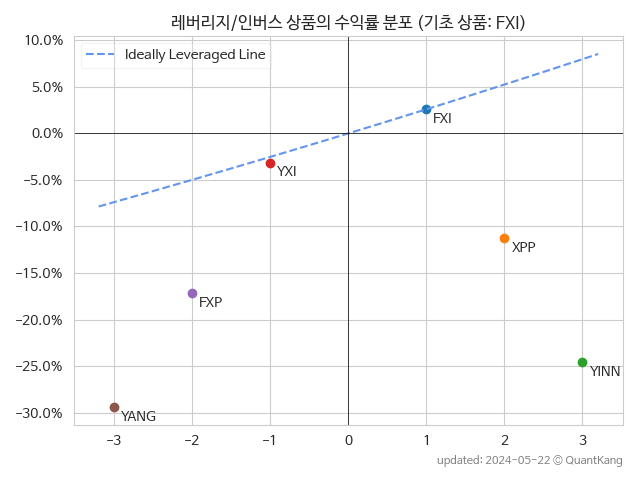 레버리지/인버스 상품의 수익률 분포 (기초 상품: FXI)
10.0%
Ideally Leveraged Line
5.0%
FXI
0.0%
YXI
−5.0%
−10.0%
XPP
−15.0%
FXP
−20.0%
−25.0%
YINN
−30.0%
YANG
−3 −2 −1 0 1 2 3
updated: 2024-05-22 © QuantKang